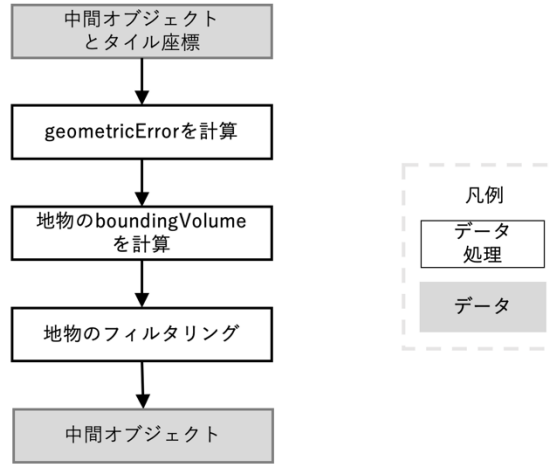 中間オブジェクト
とタイル座標
geometricErrorを計算
地物のboundingVolume
を計算
地物のフィルタリング
中間オブジェクト
凡例
データ
処理
データ